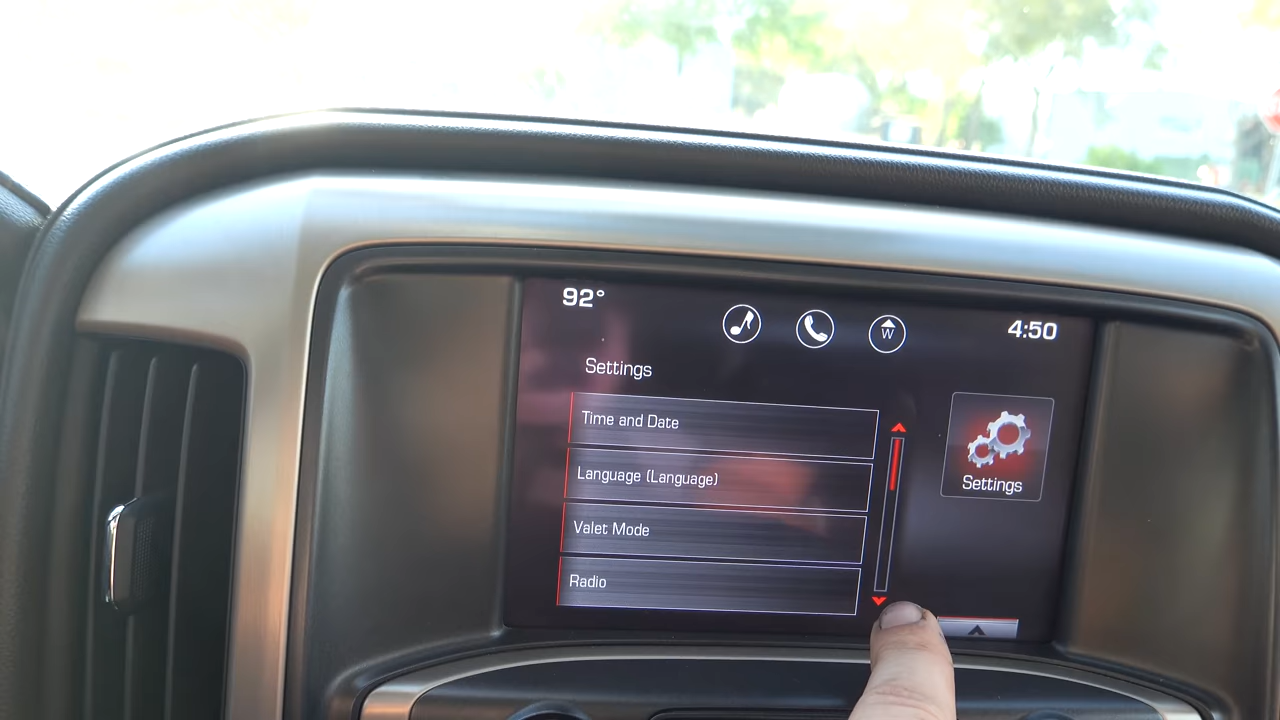 92°
W
4:50
Settings
Time and Date
Language (Language)
Valet Mode
Radio
Settings